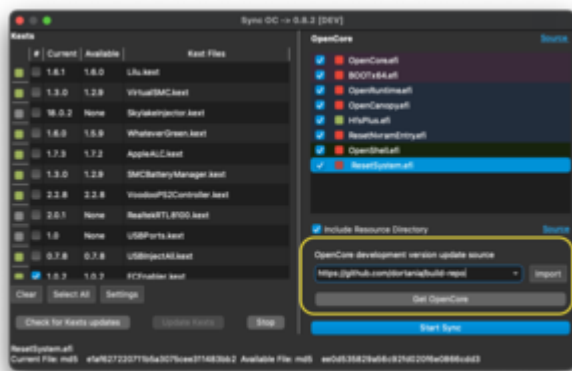 Sync OC -> 0.8.2 [DEV]
Kexts
# Current Available Kext Files
1.6.1 1.6.0 Lilu.kext
1.3.0 1.2.9 VirtualSMC.kext
16.0.2 None SkylakeInjector.kext
1.6.0 1.5.9 WhateverGreen.kext
1.7.3 1.7.2 AppleALC.kext
1.3.0 1.2.9 SMCBatteryManager.kext
2.2.8 2.2.8 VoodooPS2Controller.kext
2.0.1 None RealtekRTL8100.kext
1.0 None USBPorts.kext
0.7.8 0.7.8 USBInjectAll.kext
1.0.2 1.0.2 ECEnabler.kext
Clear Select All Settings
Check for Kexts updates Update Kexts Stop
OpenCore Source
OpenCore.efi
BOOTx64.efi
OpenRuntime.efi
OpenCanopy.efi
HfsPlus.efi
ResetNvramEntry.efi
OpenShell.efi
ResetSystem.efi
Include Resource Directory Source
OpenCore development version update source
https://github.com/dortania/build-repo Import
Get OpenCore
Start Sync
ResetSystem.efi
Current File: md5 Available File: md5